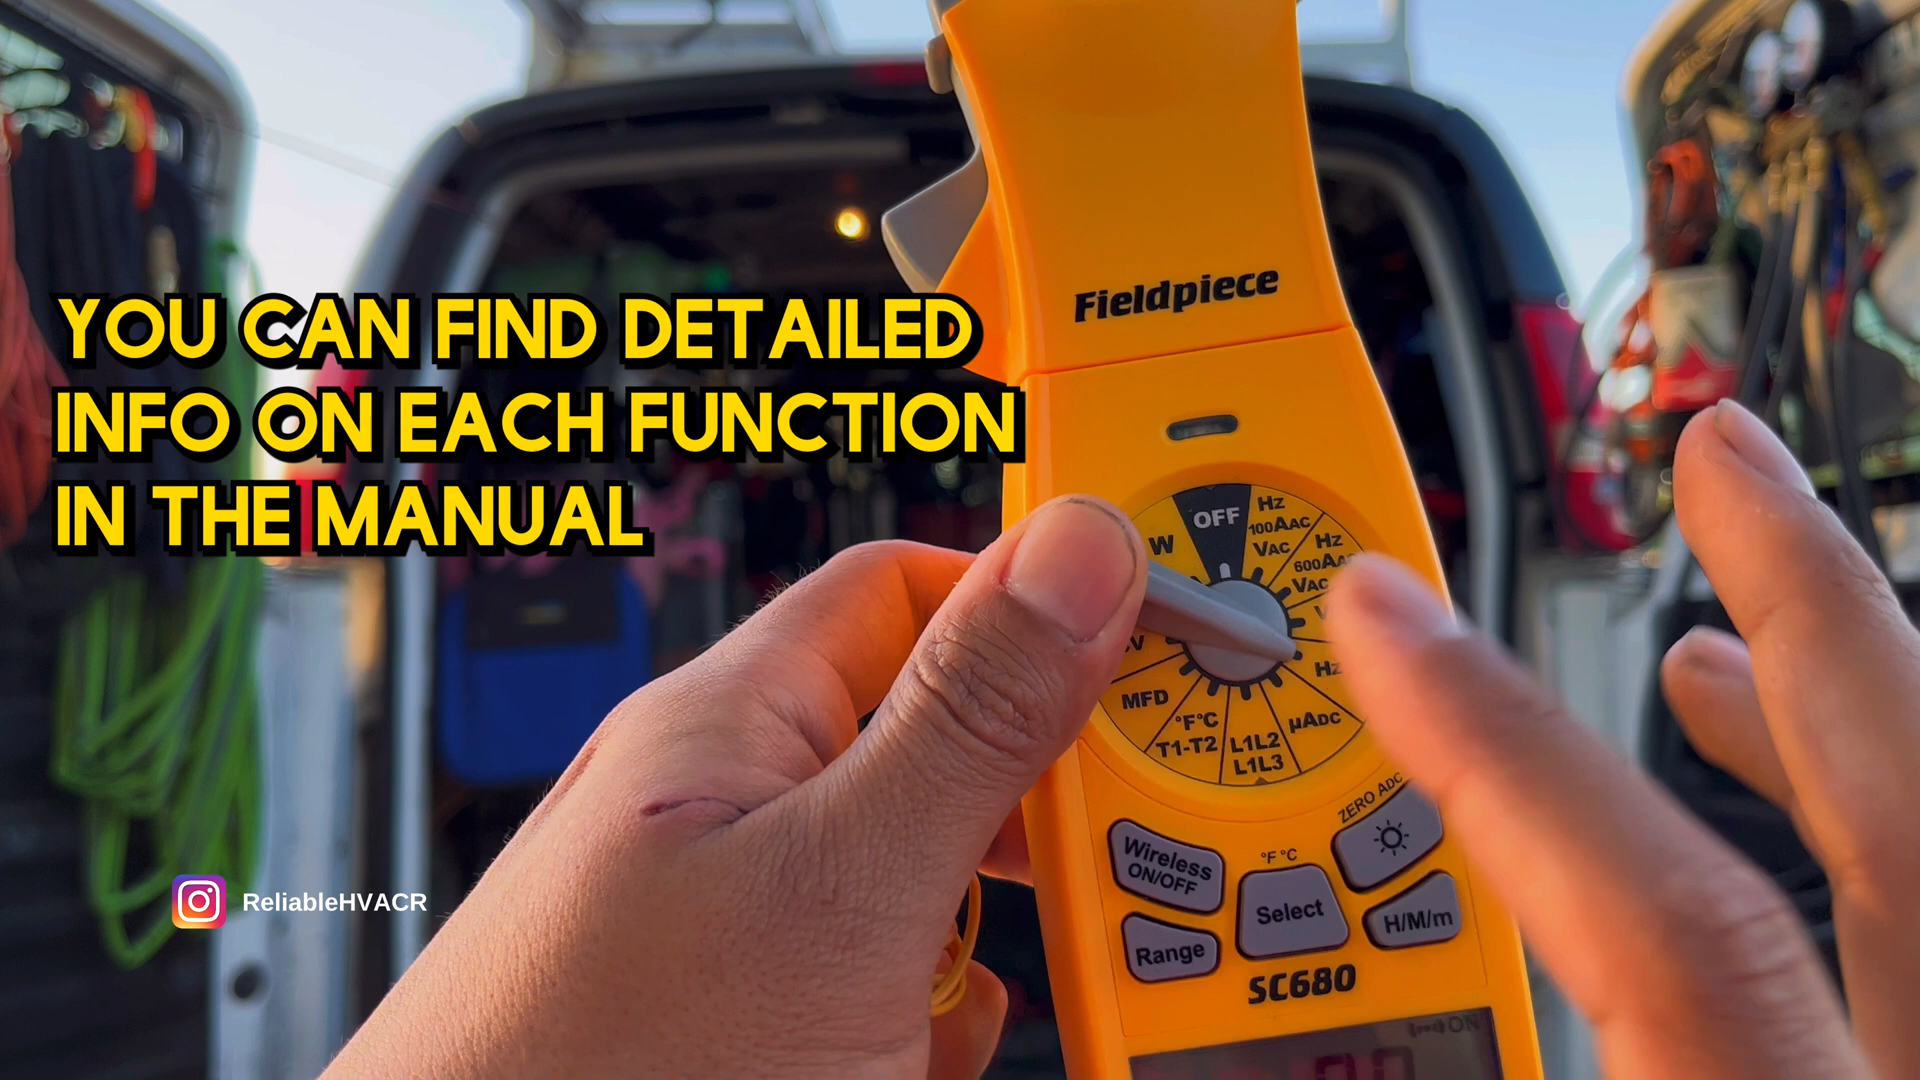 YOU CAN FIND DETAILED
INFO ON EACH FUNCTION
IN THE MANUAL
ReliableHVACR
Fieldpiece
OFF
Hz
100AAC
VAC
Hz
VAC
W
Hz
MFD
°F°C
T1-T2
L1L2
L1L3
µADC
ZERO ADC
Wireless
ON/OFF
°F °C
Select
Range
H/M/m
SC680
ON